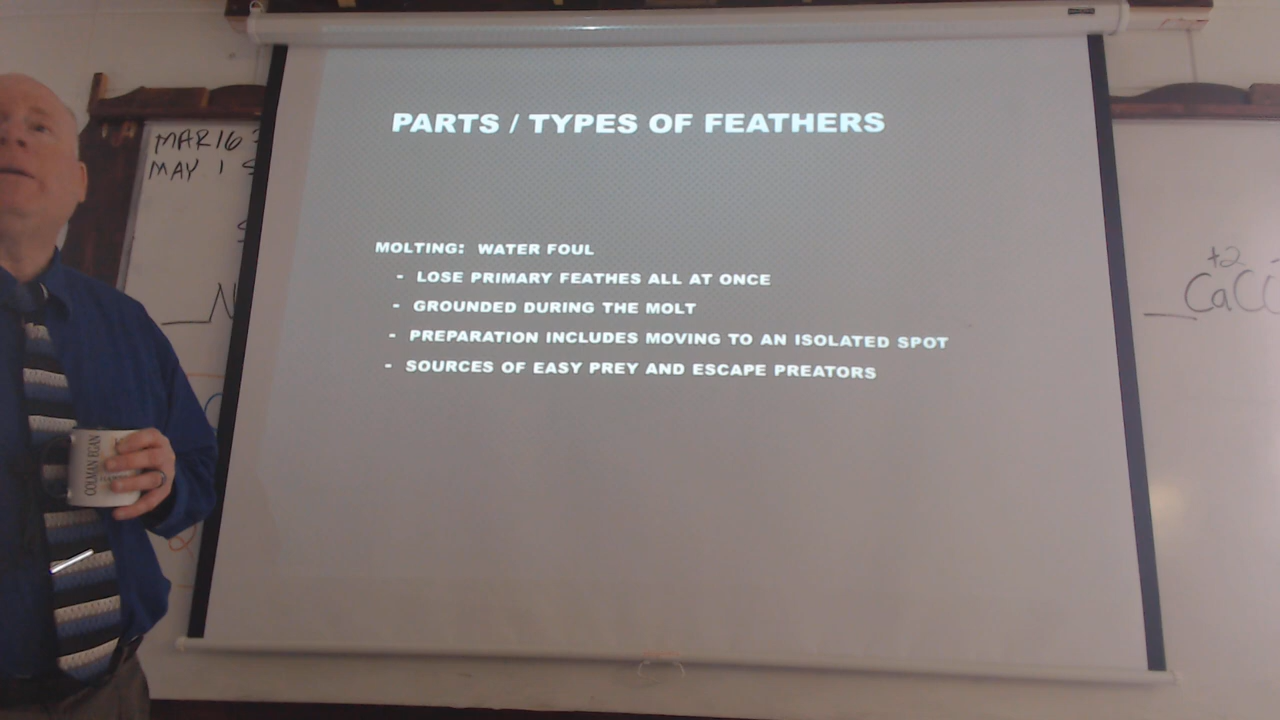 PARTS / TYPES OF FEATHERS
MOLTING: WATER FOUL
- LOSE PRIMARY FEATHES ALL AT ONCE
- GROUNDED DURING THE MOLT
- PREPARATION INCLUDES MOVING TO AN ISOLATED SPOT
- SOURCES OF EASY PREY AND ESCAPE PREATORS
MAR16
MAY 1
COLMAN EGAN
+2
CaCO